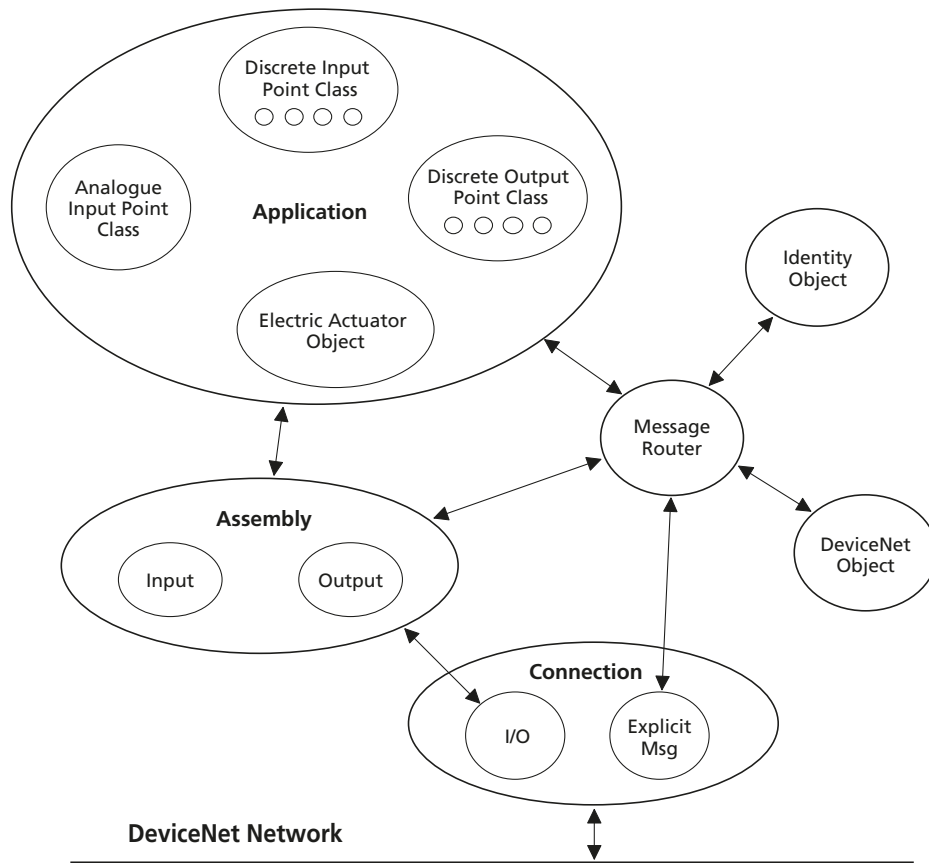 Discrete Input
Point Class
Analogue
Input Point
Class
Application
Discrete Output
Point Class
Electric Actuator
Object
Identity
Object
Message
Router
DeviceNet
Object
Assembly
Input
Output
Connection
I/O
Explicit
Msg
DeviceNet Network